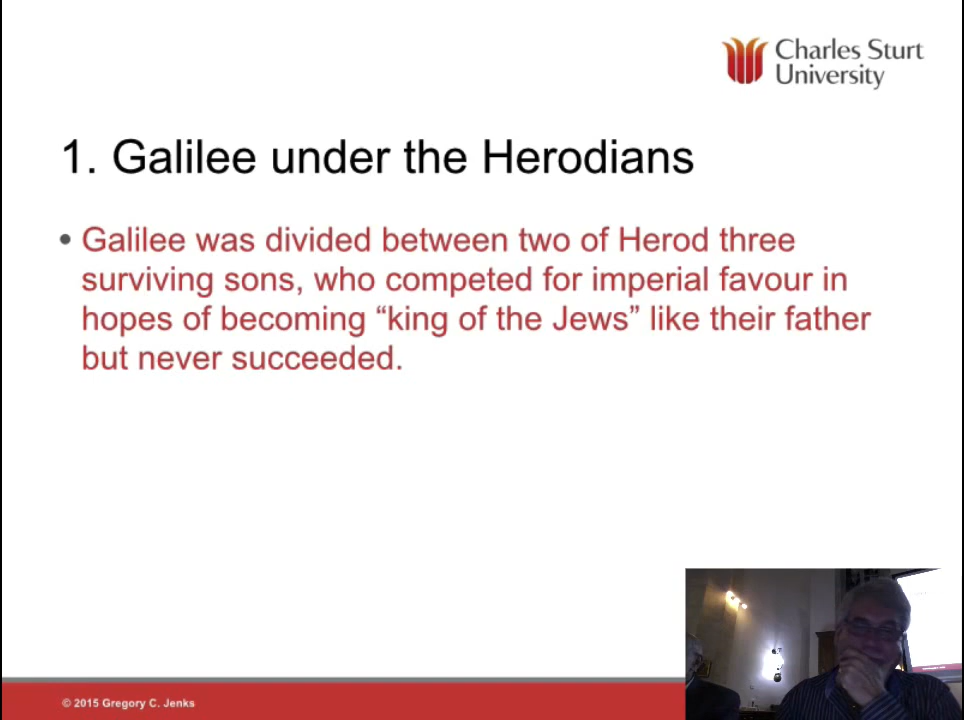 Charles Sturt
University
1. Galilee under the Herodians
• Galilee was divided between two of Herod three
surviving sons, who competed for imperial favour in
hopes of becoming “king of the Jews” like their father
but never succeeded.
© 2015 Gregory C. Jenks